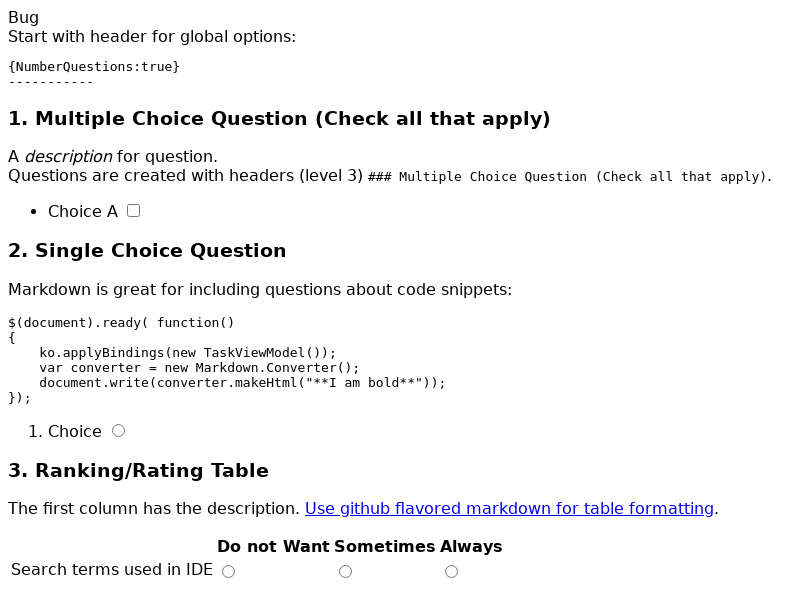 Bug
Start with header for global options:
{NumberQuestions:true}
-----------
1. Multiple Choice Question (Check all that apply)
A description for question.
Questions are created with headers (level 3) ### Multiple Choice Question (Check all that apply).
• Choice A
2. Single Choice Question
Markdown is great for including questions about code snippets:
$(document).ready( function()
{
    ko.applyBindings(new TaskViewModel());
    var converter = new Markdown.Converter();
    document.write(converter.makeHtml("**I am bold**"));
});
1. Choice
3. Ranking/Rating Table
The first column has the description. Use github flavored markdown for table formatting.
Do not Want Sometimes Always
Search terms used in IDE